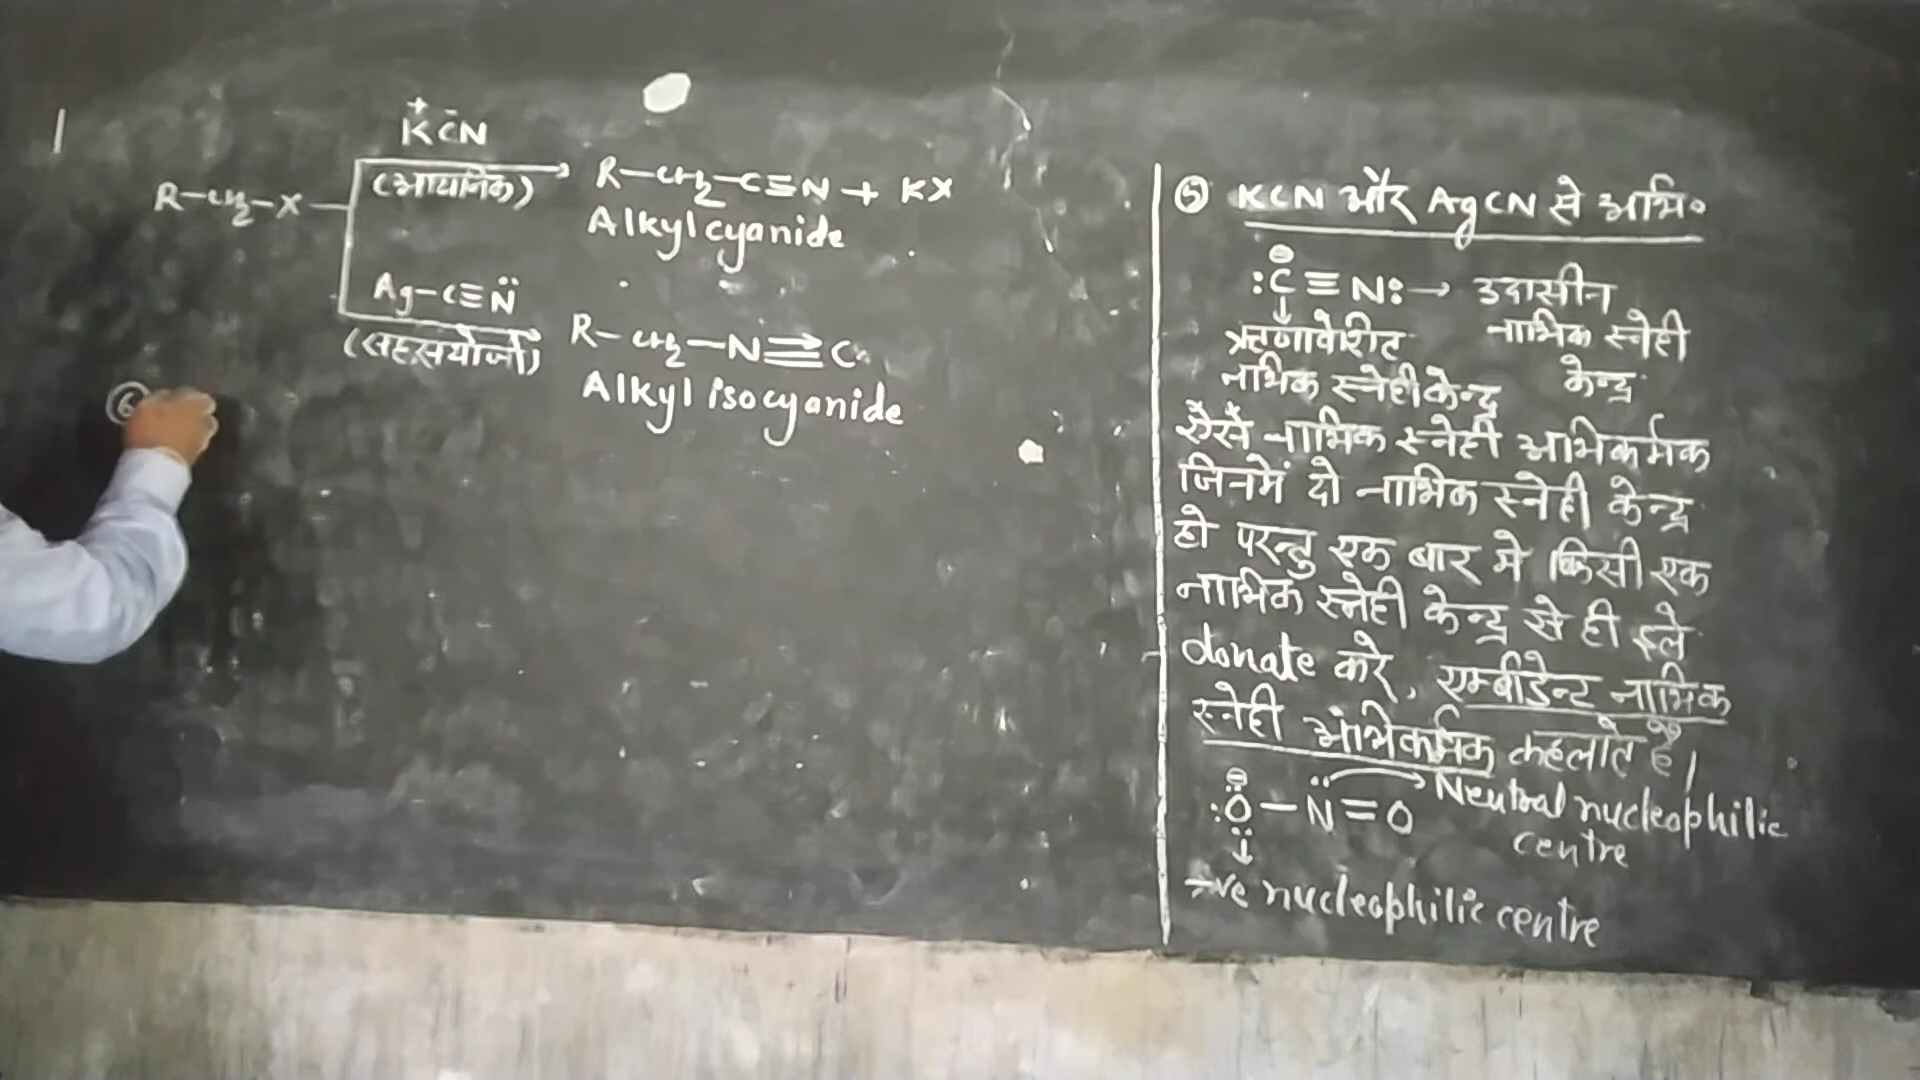 K⁺C̄N
(आयनिक)
R-CH₂-X
R-CH₂-C≡N + KX
Alkyl cyanide
Ag-C≡N̈
(सहसंयोजी)
R-CH₂-N≡C
Alkyl isocyanide
⑥
⑤ KCN और AgCN से अभि०
:C̶≡N: → उदासीन
ऋणावेशित नाभिक स्नेही
नाभिक स्नेही केन्द्र केन्द्र
ऐसे नाभिक स्नेही अभिकर्मक
जिनमें दो नाभिक स्नेही केन्द्र
हो परन्तु एक बार मे किसी एक
नाभिक स्नेही केन्द्र से ही इले
donate करे, एम्बीडेन्ट नाभिक
स्नेही अभिकर्मक कहलाते है।
:Ö-N̈=O Neutral nucleophilic
centre
-ve nucleophilic centre